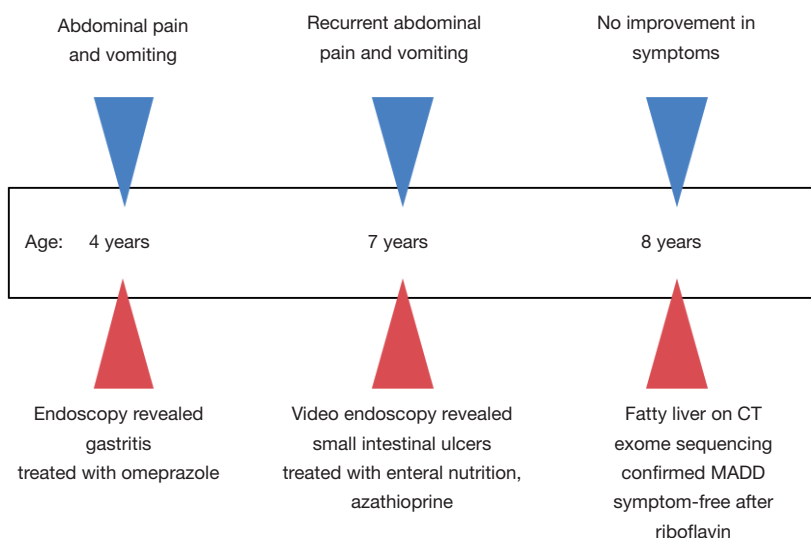 Abdominal pain
and vomiting
Recurrent abdominal
pain and vomiting
No improvement in
symptoms
Age: 4 years 7 years 8 years
Endoscopy revealed
gastritis
treated with omeprazole
Video endoscopy revealed
small intestinal ulcers
treated with enteral nutrition,
azathioprine
Fatty liver on CT
exome sequencing
confirmed MADD
symptom-free after
riboflavin